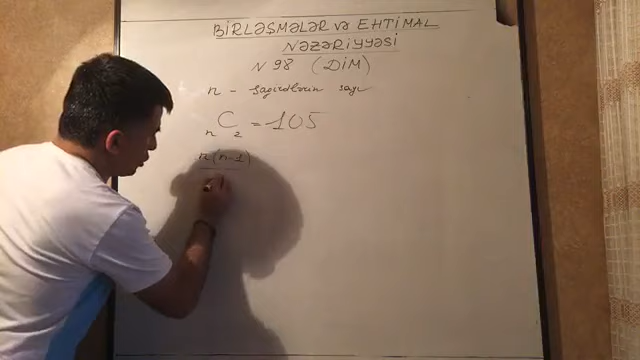 BİRLƏŞMƏLƏR VƏ EHTİMAL
NƏZƏRİYYƏSİ
N 98 (DİM)
n - şagirdlərin sayı
nC2 = 105
n(n-1)